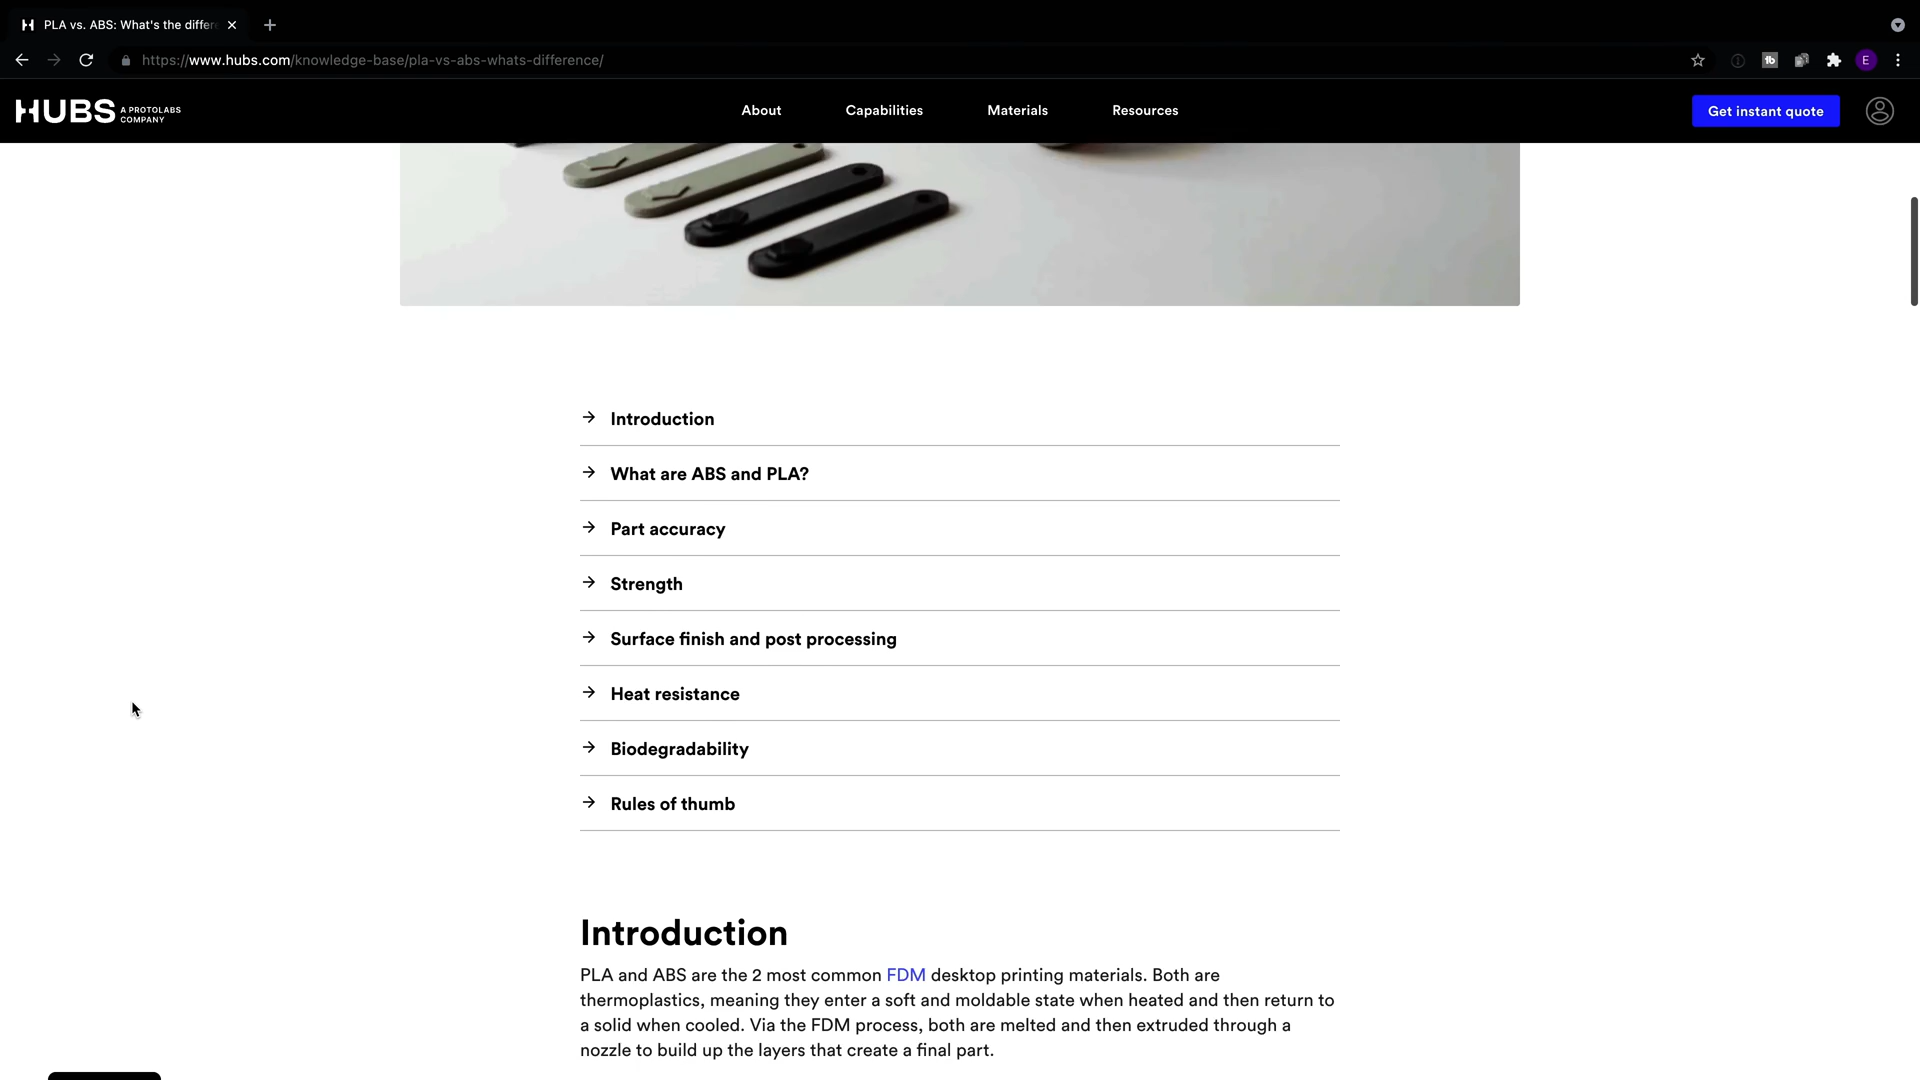 PLA vs. ABS: What's the differ
https://www.hubs.com/knowledge-base/pla-vs-abs-whats-difference/
E
HUBS A PROTOLABS COMPANY
About
Capabilities
Materials
Resources
Get instant quote
→ Introduction
→ What are ABS and PLA?
→ Part accuracy
→ Strength
→ Surface finish and post processing
→ Heat resistance
→ Biodegradability
→ Rules of thumb
Introduction
PLA and ABS are the 2 most common FDM desktop printing materials. Both are
thermoplastics, meaning they enter a soft and moldable state when heated and then return to
a solid when cooled. Via the FDM process, both are melted and then extruded through a
nozzle to build up the layers that create a final part.